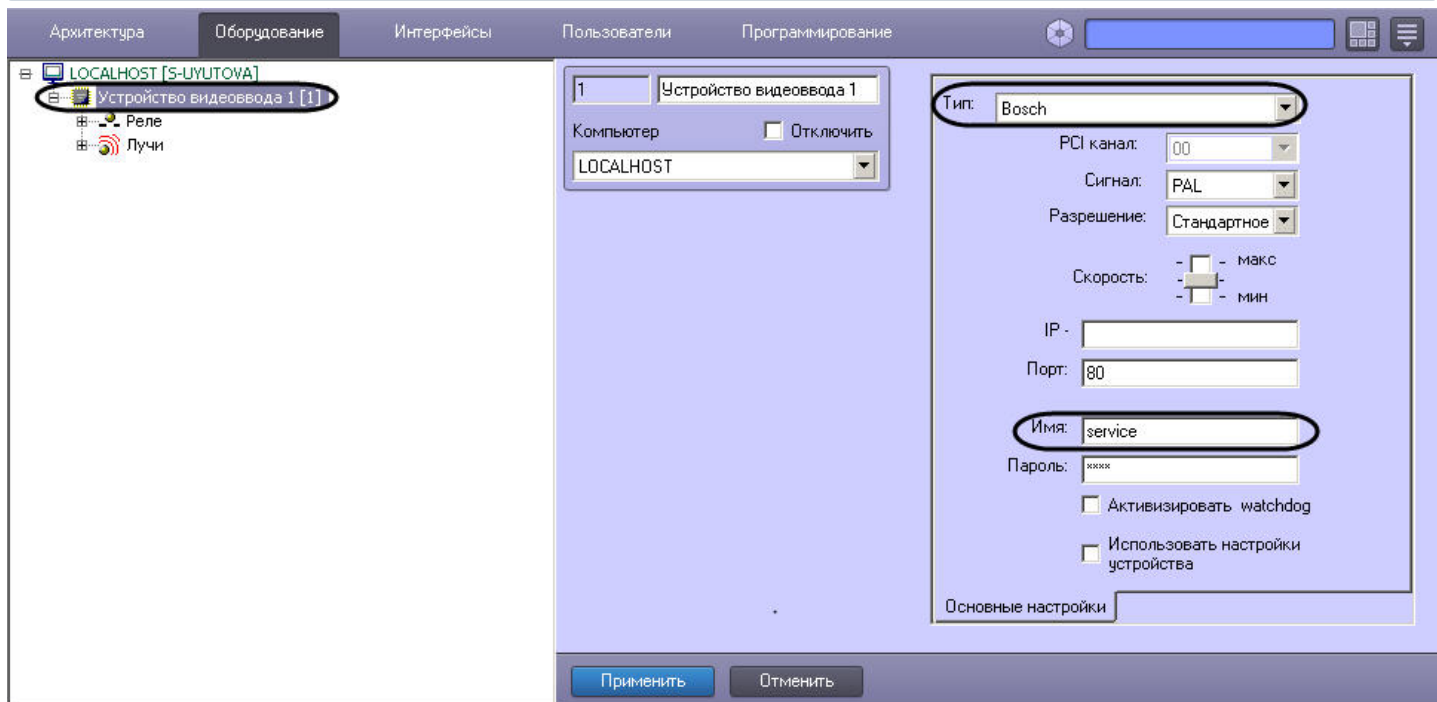 Архитектура Оборудование Интерфейсы Пользователи Программирование
LOCALHOST [S-UYUTOVA]
Устройство видеоввода 1 [1]
Реле
Лучи
1 Устройство видеоввода 1
Компьютер Отключить
LOCALHOST
Тип: Bosch
PCI канал: 00
Сигнал: PAL
Разрешение: Стандартное
Скорость: - - макс
- -
- - мин
IP -
Порт: 80
Имя: service
Пароль: ××××
Активизировать watchdog
Использовать настройки
устройства
Основные настройки
Применить Отменить